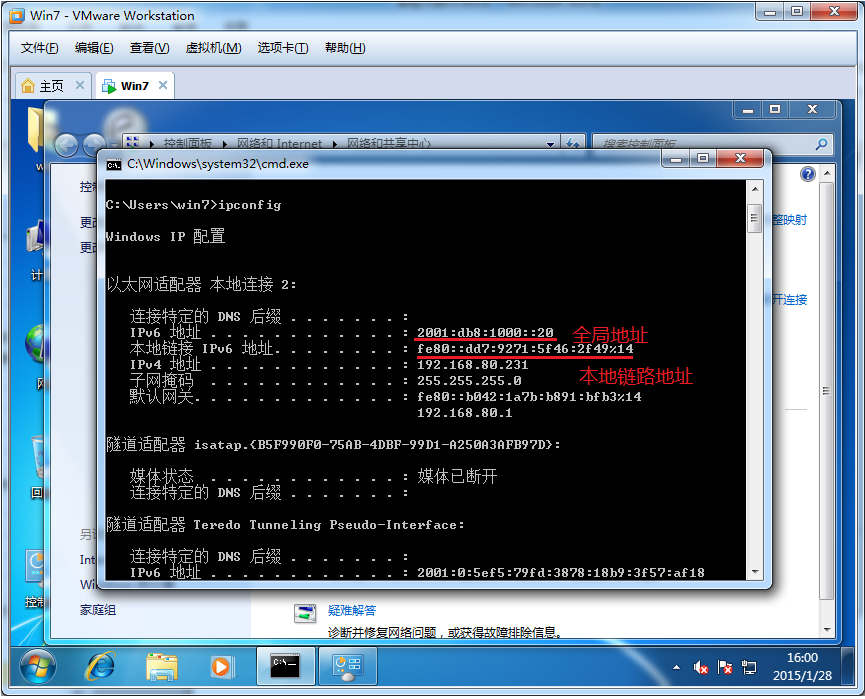 Win7 - VMware Workstation
文件(F) 编辑(E) 查看(V) 虚拟机(M) 选项卡(T) 帮助(H)
主页 Win7
控制面板 网络和 Internet 网络和共享中心 搜索控制面板
C:\Windows\system32\cmd.exe
C:\Users\win7>ipconfig
Windows IP 配置
以太网适配器 本地连接 2:
连接特定的 DNS 后缀 . . . . . . . :
IPv6 地址 . . . . . . . . . . . . : 2001:db8:1000::20 全局地址
本地链接 IPv6 地址. . . . . . . . : fe80::dd7:9271:5f46:2f49%14
IPv4 地址 . . . . . . . . . . . . : 192.168.80.231
子网掩码 . . . . . . . . . . . . : 255.255.255.0 本地链路地址
默认网关. . . . . . . . . . . . . : fe80::b042:1a7b:b891:bfb3%14
192.168.80.1
隧道适配器 isatap.{B5F990F0-75AB-4DBF-99D1-A250A3AFB97D}:
媒体状态 . . . . . . . . . . . . : 媒体已断开
连接特定的 DNS 后缀 . . . . . . . :
隧道适配器 Teredo Tunneling Pseudo-Interface:
连接特定的 DNS 后缀 . . . . . . . :
IPv6 地址 . . . . . . . . . . . . : 2001:0:5ef5:79fd:3878:18b9:3f57:af18
整映射
开连接
家庭组
疑难解答
诊断并修复网络问题，或获得故障排除信息。
16:00
2015/1/28